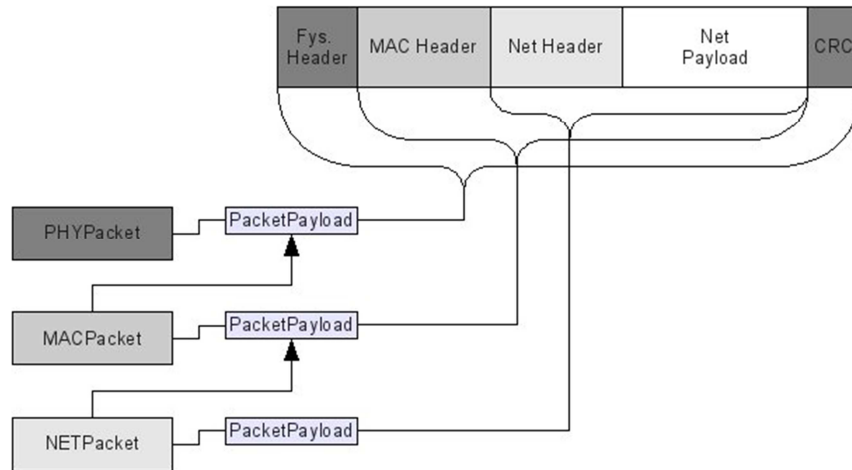 Fys.
Header
MAC Header
Net Header
Net
Payload
CRC
PHYPacket
PacketPayload
MACPacket
PacketPayload
NETPacket
PacketPayload